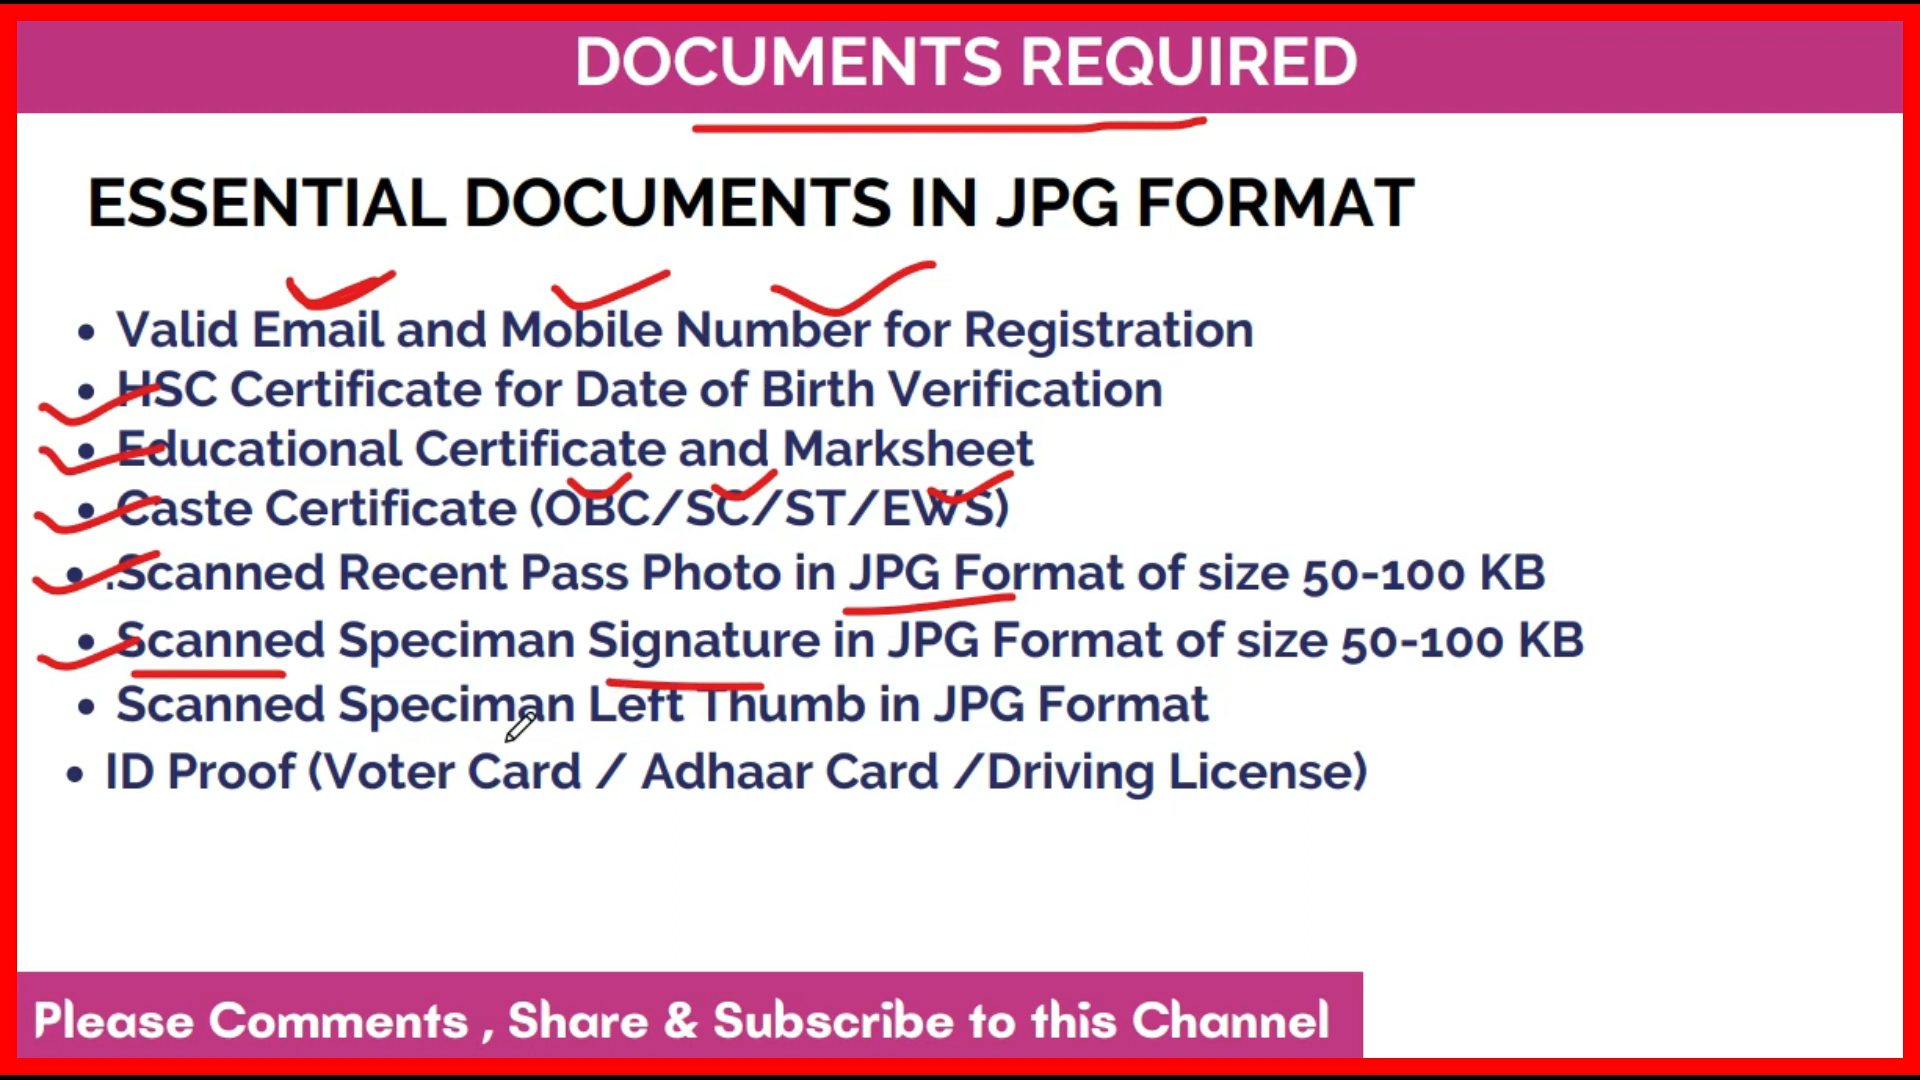 DOCUMENTS REQUIRED
ESSENTIAL DOCUMENTS IN JPG FORMAT
• Valid Email and Mobile Number for Registration
• HSC Certificate for Date of Birth Verification
• Educational Certificate and Marksheet
• Caste Certificate (OBC/SC/ST/EWS)
• .Scanned Recent Pass Photo in JPG Format of size 50-100 KB
• Scanned Speciman Signature in JPG Format of size 50-100 KB
• Scanned Speciman Left Thumb in JPG Format
• ID Proof (Voter Card / Adhaar Card /Driving License)
Please Comments , Share & Subscribe to this Channel